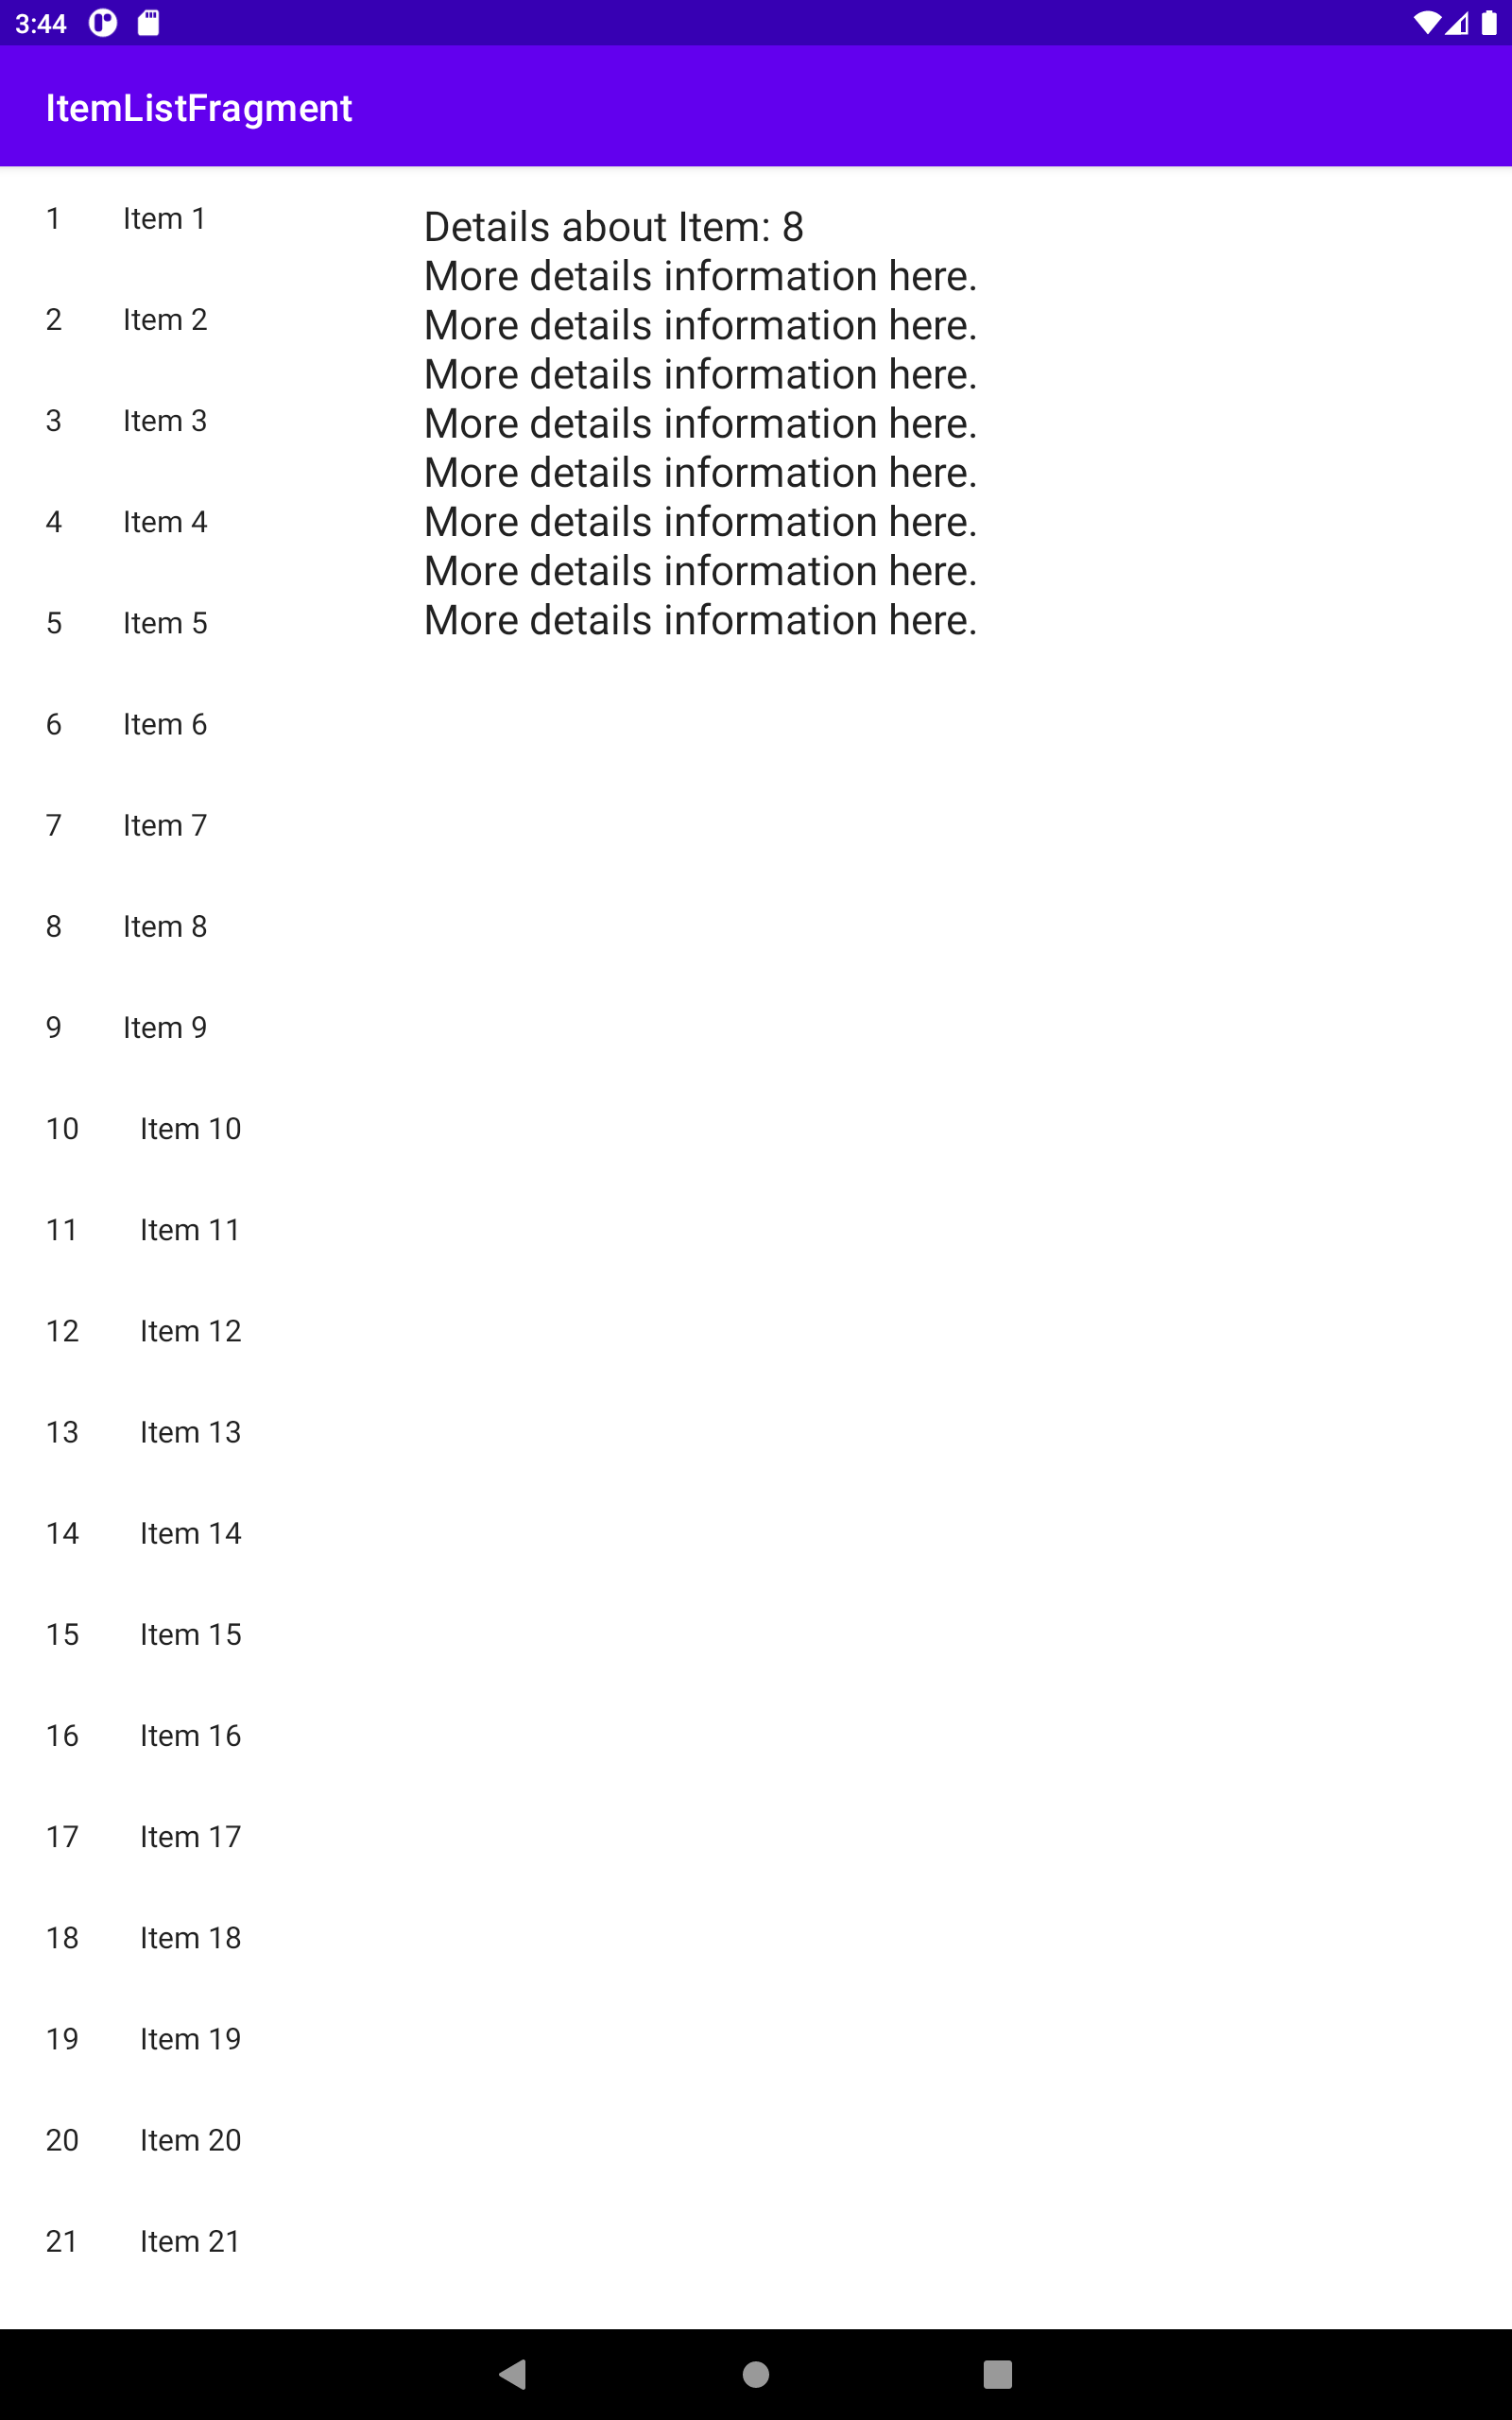 3:44
ItemListFragment
1 Item 1
2 Item 2
3 Item 3
4 Item 4
5 Item 5
6 Item 6
7 Item 7
8 Item 8
9 Item 9
10 Item 10
11 Item 11
12 Item 12
13 Item 13
14 Item 14
15 Item 15
16 Item 16
17 Item 17
18 Item 18
19 Item 19
20 Item 20
21 Item 21
Details about Item: 8
More details information here.
More details information here.
More details information here.
More details information here.
More details information here.
More details information here.
More details information here.
More details information here.